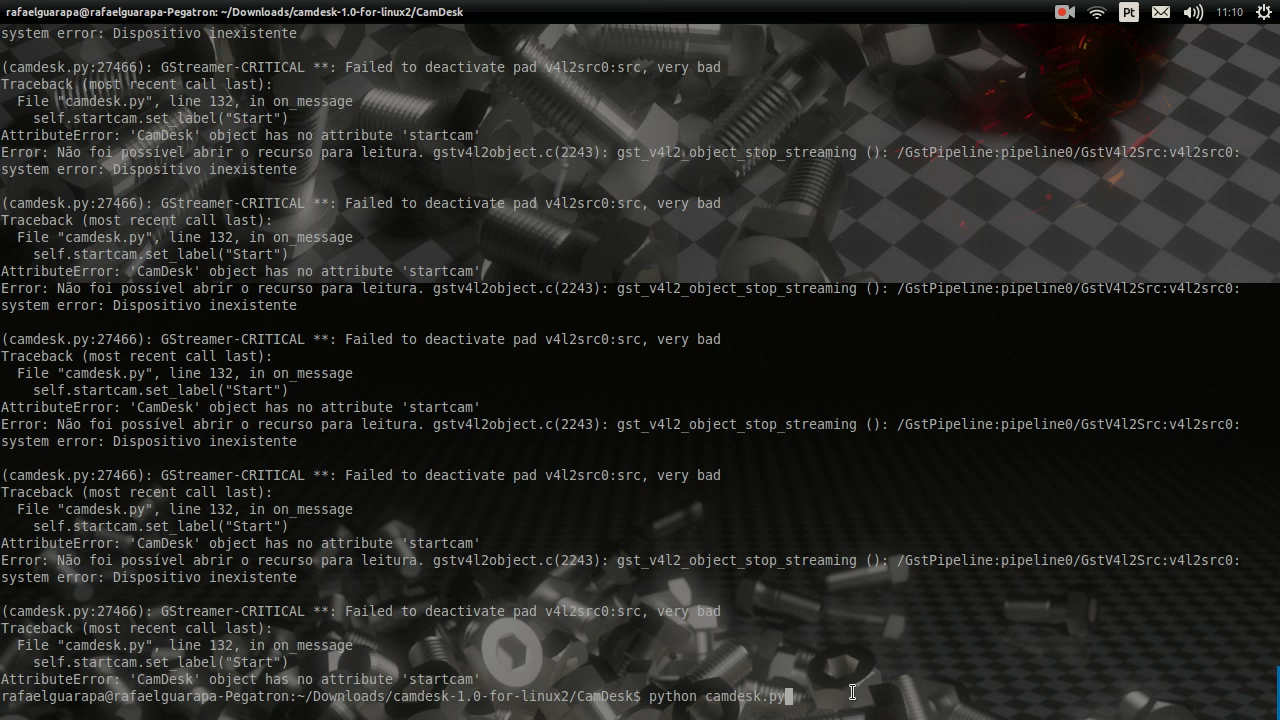 rafaelguarapa@rafaelguarapa-Pegatron: ~/Downloads/camdesk-1.0-for-linux2/CamDesk
Pt
11:10
system error: Dispositivo inexistente
(camdesk.py:27466): GStreamer-CRITICAL **: Failed to deactivate pad v4l2src0:src, very bad
Traceback (most recent call last):
  File "camdesk.py", line 132, in on_message
    self.startcam.set_label("Start")
AttributeError: 'CamDesk' object has no attribute 'startcam'
Error: Não foi possível abrir o recurso para leitura. gstv4l2object.c(2243): gst_v4l2_object_stop_streaming (): /GstPipeline:pipeline0/GstV4l2Src:v4l2src0:
system error: Dispositivo inexistente
(camdesk.py:27466): GStreamer-CRITICAL **: Failed to deactivate pad v4l2src0:src, very bad
Traceback (most recent call last):
  File "camdesk.py", line 132, in on_message
    self.startcam.set_label("Start")
AttributeError: 'CamDesk' object has no attribute 'startcam'
Error: Não foi possível abrir o recurso para leitura. gstv4l2object.c(2243): gst_v4l2_object_stop_streaming (): /GstPipeline:pipeline0/GstV4l2Src:v4l2src0:
system error: Dispositivo inexistente
(camdesk.py:27466): GStreamer-CRITICAL **: Failed to deactivate pad v4l2src0:src, very bad
Traceback (most recent call last):
  File "camdesk.py", line 132, in on_message
    self.startcam.set_label("Start")
AttributeError: 'CamDesk' object has no attribute 'startcam'
Error: Não foi possível abrir o recurso para leitura. gstv4l2object.c(2243): gst_v4l2_object_stop_streaming (): /GstPipeline:pipeline0/GstV4l2Src:v4l2src0:
system error: Dispositivo inexistente
(camdesk.py:27466): GStreamer-CRITICAL **: Failed to deactivate pad v4l2src0:src, very bad
Traceback (most recent call last):
  File "camdesk.py", line 132, in on_message
    self.startcam.set_label("Start")
AttributeError: 'CamDesk' object has no attribute 'startcam'
Error: Não foi possível abrir o recurso para leitura. gstv4l2object.c(2243): gst_v4l2_object_stop_streaming (): /GstPipeline:pipeline0/GstV4l2Src:v4l2src0:
system error: Dispositivo inexistente
(camdesk.py:27466): GStreamer-CRITICAL **: Failed to deactivate pad v4l2src0:src, very bad
Traceback (most recent call last):
  File "camdesk.py", line 132, in on_message
    self.startcam.set_label("Start")
AttributeError: 'CamDesk' object has no attribute 'startcam'
rafaelguarapa@rafaelguarapa-Pegatron:~/Downloads/camdesk-1.0-for-linux2/CamDesk$ python camdesk.py